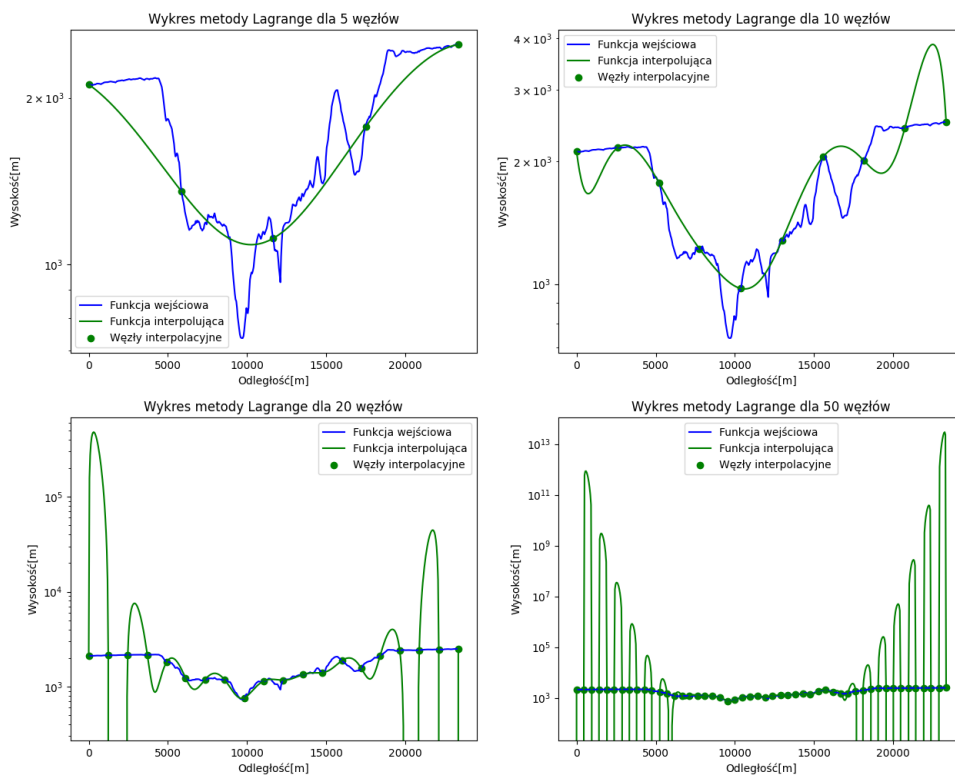 Wykres metody Lagrange dla 5 węzłów
Wysokość[m]
2 × 10³
10³
Funkcja wejściowa
Funkcja interpolująca
Węzły interpolacyjne
0 5000 10000 15000 20000
Odległość[m]
Wykres metody Lagrange dla 10 węzłów
Wysokość[m]
4 × 10³
3 × 10³
2 × 10³
10³
Funkcja wejściowa
Funkcja interpolująca
Węzły interpolacyjne
0 5000 10000 15000 20000
Odległość[m]
Wykres metody Lagrange dla 20 węzłów
Wysokość[m]
10⁵
10⁴
10³
Funkcja wejściowa
Funkcja interpolująca
Węzły interpolacyjne
0 5000 10000 15000 20000
Odległość[m]
Wykres metody Lagrange dla 50 węzłów
Wysokość[m]
10¹³
10¹¹
10⁹
10⁷
10⁵
10³
Funkcja wejściowa
Funkcja interpolująca
Węzły interpolacyjne
0 5000 10000 15000 20000
Odległość[m]